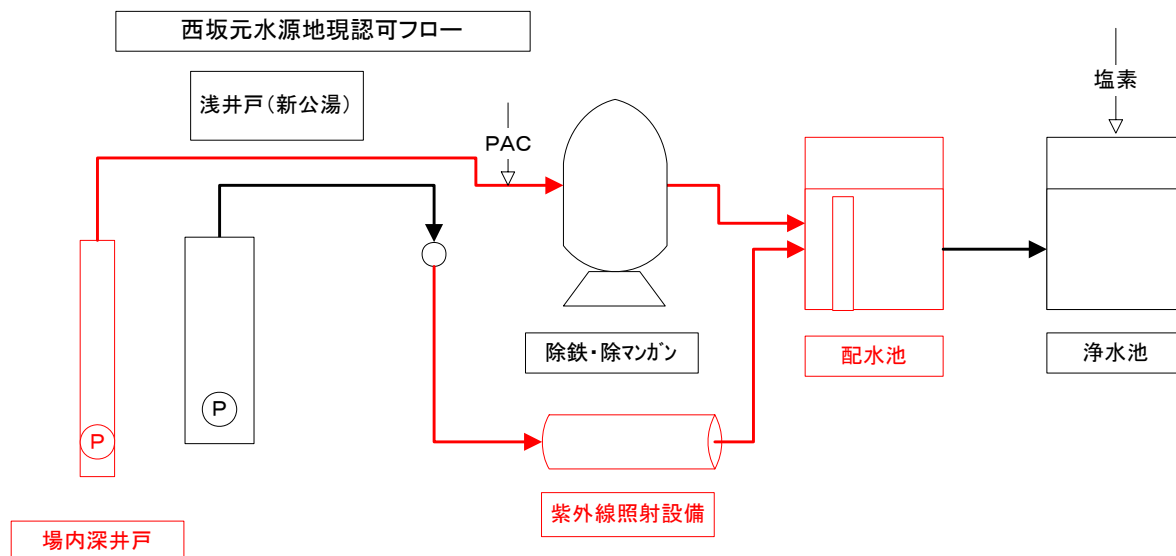 西坂元水源地現認可フロー
浅井戸(新公湯)
塩素
PAC
P
P
除鉄・除マンガン
配水池
浄水池
紫外線照射設備
場内深井戸